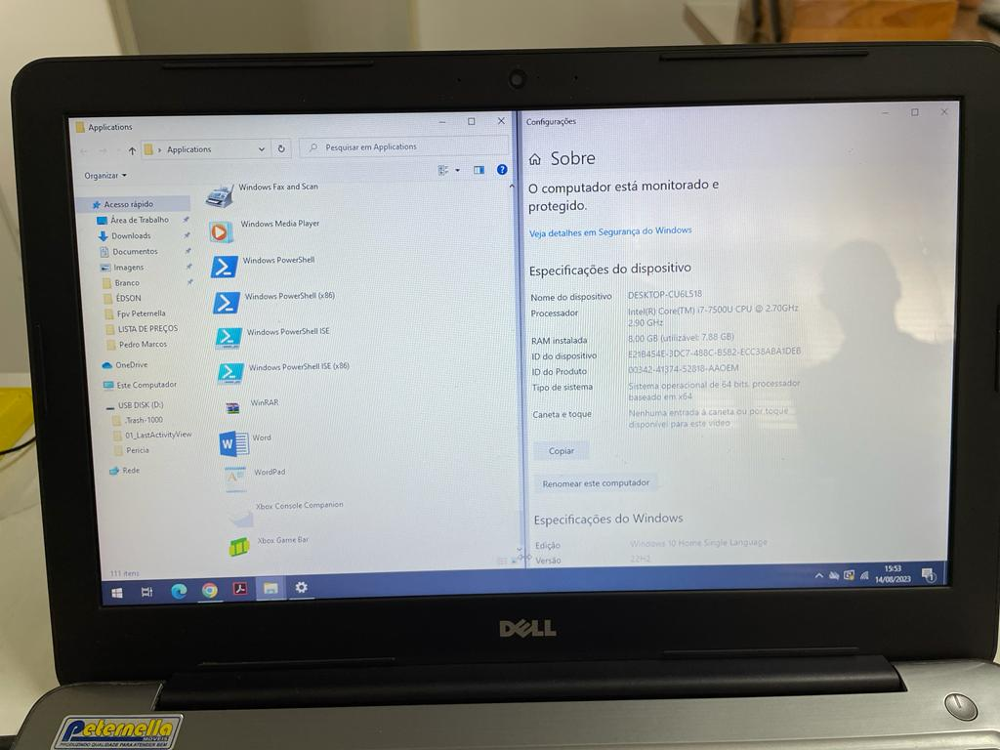 Applications
Applications
Pesquisar em Applications
Organizar
Acesso rápido
Área de Trabalho
Downloads
Documentos
Imagens
Branco
ÉDSON
Fpv Peternella
LISTA DE PREÇOS
Pedro Marcos
OneDrive
Este Computador
USB DISK (D:)
.Trash-1000
01_LastActivityView
Pericia
Rede
111 itens
Windows Fax and Scan
Windows Media Player
Windows PowerShell
Windows PowerShell (x86)
Windows PowerShell ISE
Windows PowerShell ISE (x86)
WinRAR
Word
WordPad
Xbox Console Companion
Xbox Game Bar
Configurações
Sobre
O computador está monitorado e
protegido.
Veja detalhes em Segurança do Windows
Especificações do dispositivo
Nome do dispositivo DESKTOP-CU6L518
Processador Intel(R) Core(TM) i7-7500U CPU @ 2.70GHz
2.90 GHz
RAM instalada 8,00 GB (utilizável: 7,88 GB)
ID do dispositivo E21B454E-3DC7-488C-B582-ECC38ABA1DEB
ID do Produto 00342-41374-52818-AAOEM
Tipo de sistema Sistema operacional de 64 bits, processador
baseado em x64
Caneta e toque Nenhuma entrada à caneta ou por toque
disponível para este vídeo
Copiar
Renomear este computador
Especificações do Windows
Edição Windows 10 Home Single Language
Versão 22H2
15:53
14/08/2023
1
DELL
Peternella
MÓVEIS
PRODUZINDO QUALIDADE PARA ATENDER BEM